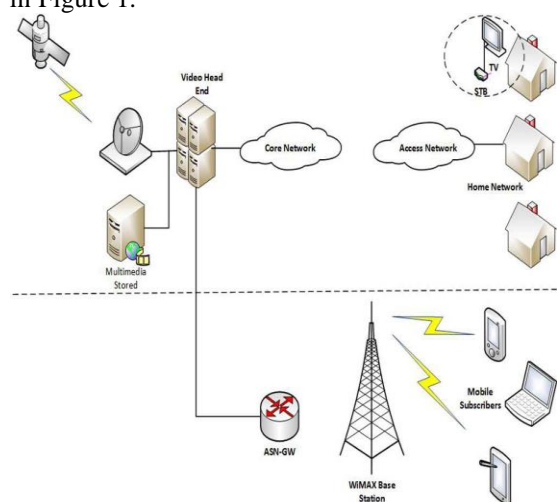 in Figure 1.
Video Head
End
TV
STB
Core Network
Access Network
Home Network
Multimedia
Stored
Mobile
Subscribers
ASN-GW
WiMAX Base
Station